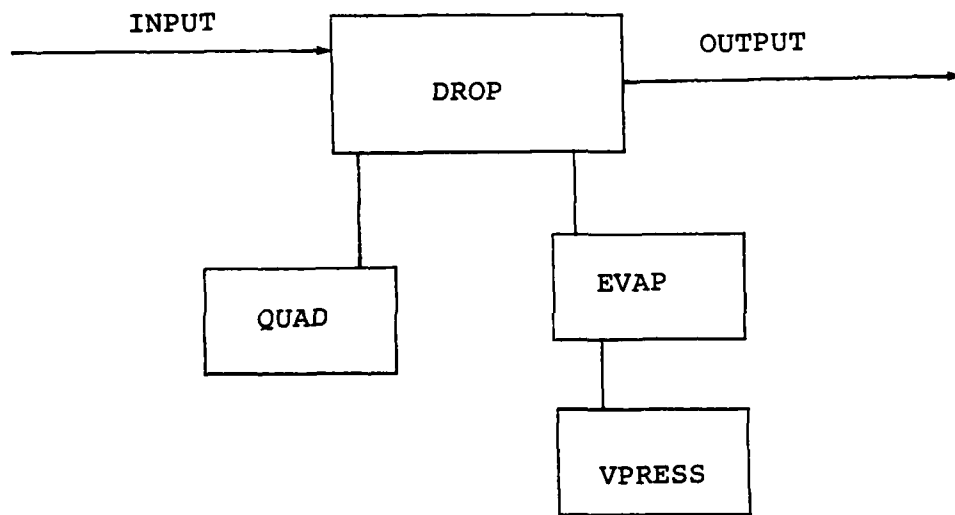 INPUT
OUTPUT
DROP
EVAP
QUAD
VPRESS